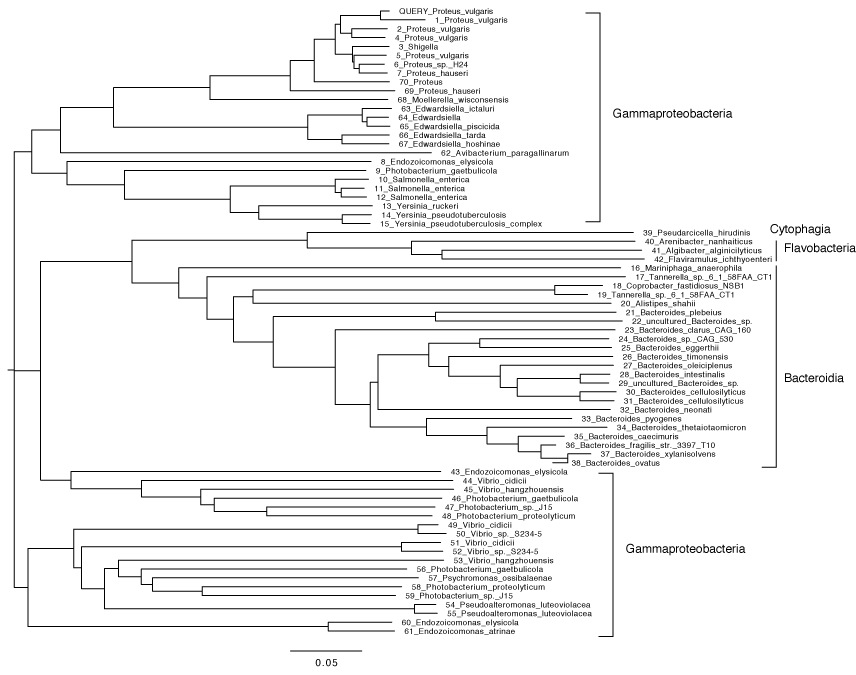 QUERY_Proteus_vulgaris
1_Proteus_vulgaris
2_Proteus_vulgaris
4_Proteus_vulgaris
3_Shigella
5_Proteus_vulgaris
6_Proteus_sp._H24
7_Proteus_hauseri
70_Proteus
69_Proteus_hauseri
68_Moellerella_wisconsensis
63_Edwardsiella_ictaluri
64_Edwardsiella
65_Edwardsiella_piscicida
66_Edwardsiella_tarda
67_Edwardsiella_hoshinae
62_Avibacterium_paragallinarum
8_Endozoicomonas_elysicola
9_Photobacterium_gaetbulicola
10_Salmonella_enterica
11_Salmonella_enterica
12_Salmonella_enterica
13_Yersinia_ruckeri
14_Yersinia_pseudotuberculosis
15_Yersinia_pseudotuberculosis_complex
Gammaproteobacteria
39_Pseudarcicella_hirudinis
Cytophagia
40_Arenibacter_nanhaiticus
41_Algibacter_alginicilyticus
42_Flaviramulus_ichthyoenteri
Flavobacteria
16_Mariniphaga_anaerophila
17_Tannerella_sp._6_1_58FAA_CT1
18_Coprobacter_fastidiosus_NSB1
19_Tannerella_sp._6_1_58FAA_CT1
20_Alistipes_shahii
21_Bacteroides_plebeius
22_uncultured_Bacteroides_sp.
23_Bacteroides_clarus_CAG_160
24_Bacteroides_sp._CAG_530
25_Bacteroides_eggerthii
26_Bacteroides_timonensis
27_Bacteroides_oleiciplenus
28_Bacteroides_intestinalis
29_uncultured_Bacteroides_sp.
30_Bacteroides_cellulosilyticus
31_Bacteroides_cellulosilyticus
32_Bacteroides_neonati
33_Bacteroides_pyogenes
34_Bacteroides_thetaiotaomicron
35_Bacteroides_caecimuris
36_Bacteroides_fragilis_str._3397_T10
37_Bacteroides_xylanisolvens
38_Bacteroides_ovatus
Bacteroidia
43_Endozoicomonas_elysicola
44_Vibrio_cidicii
45_Vibrio_hangzhouensis
46_Photobacterium_gaetbulicola
47_Photobacterium_sp._J15
48_Photobacterium_proteolyticum
49_Vibrio_cidicii
50_Vibrio_sp._S234-5
51_Vibrio_cidicii
52_Vibrio_sp._S234-5
53_Vibrio_hangzhouensis
56_Photobacterium_gaetbulicola
57_Psychromonas_ossibalaenae
58_Photobacterium_proteolyticum
59_Photobacterium_sp._J15
54_Pseudoalteromonas_luteoviolacea
55_Pseudoalteromonas_luteoviolacea
60_Endozoicomonas_elysicola
61_Endozoicomonas_atrinae
Gammaproteobacteria
0.05